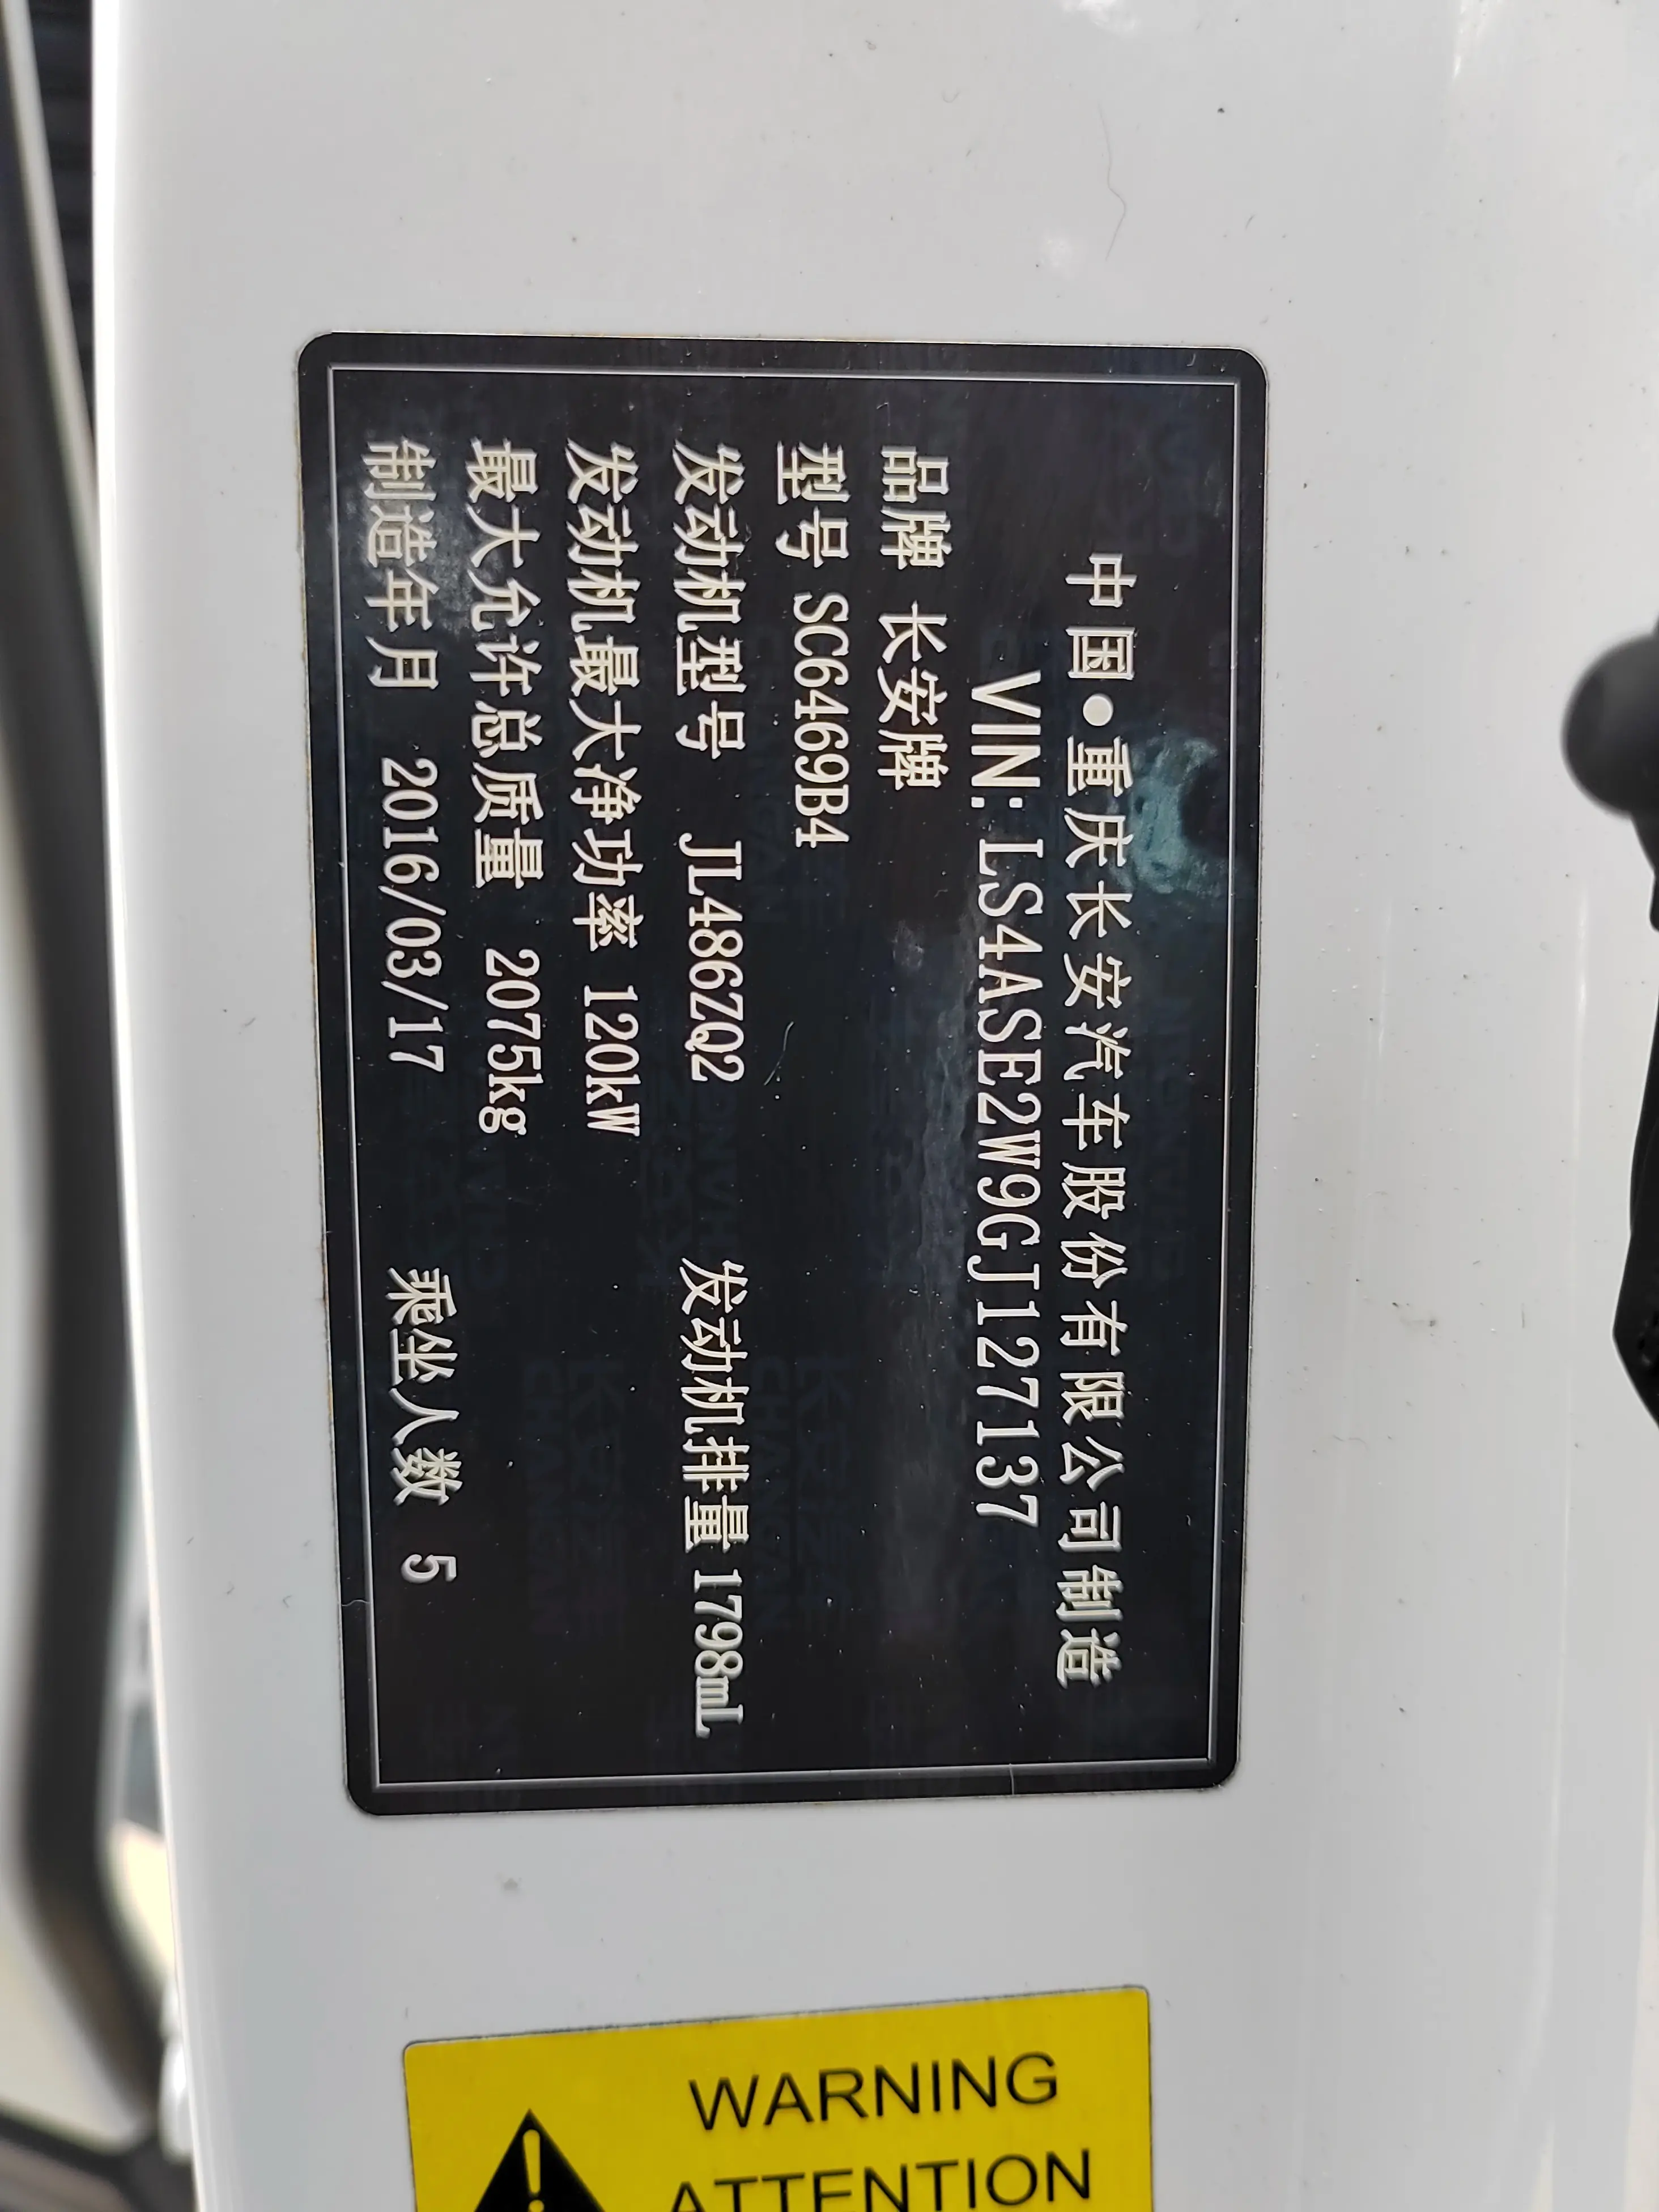 中国●重庆长安汽车股份有限公司制造
VIN:LS4ASE2W9GJ127137
品牌 长安牌
型号 SC6469B4
发动机型号 JL486ZQ2 发动机排量 1798mL
发动机最大净功率 120kW
最大允许总质量 2075kg
制造年月 2016/03/17 乘坐人数 5
WARNING
ATTENTION